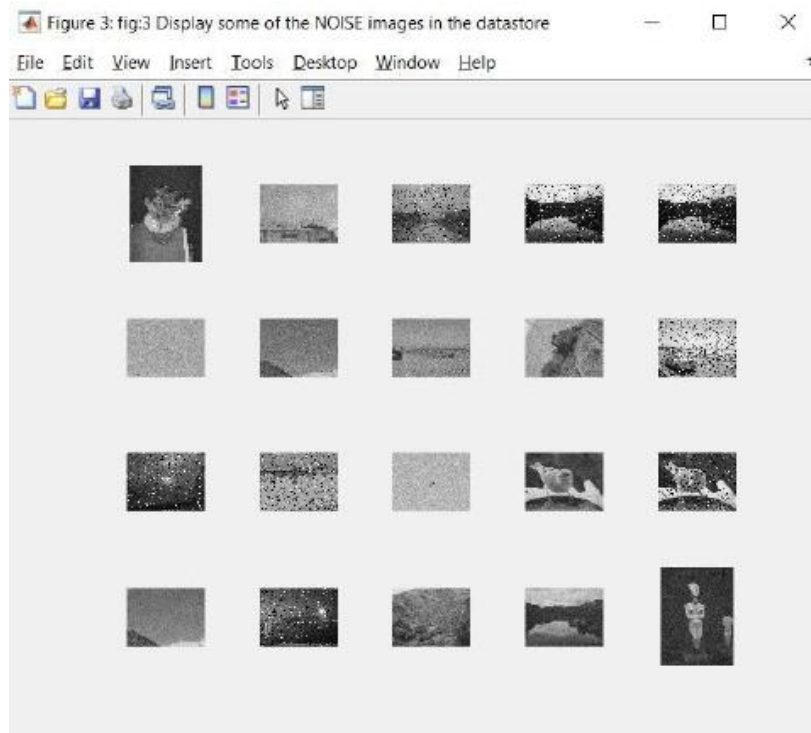 Figure 3: fig:3 Display some of the NOISE images in the datastore
File Edit View Insert Tools Desktop Window Help